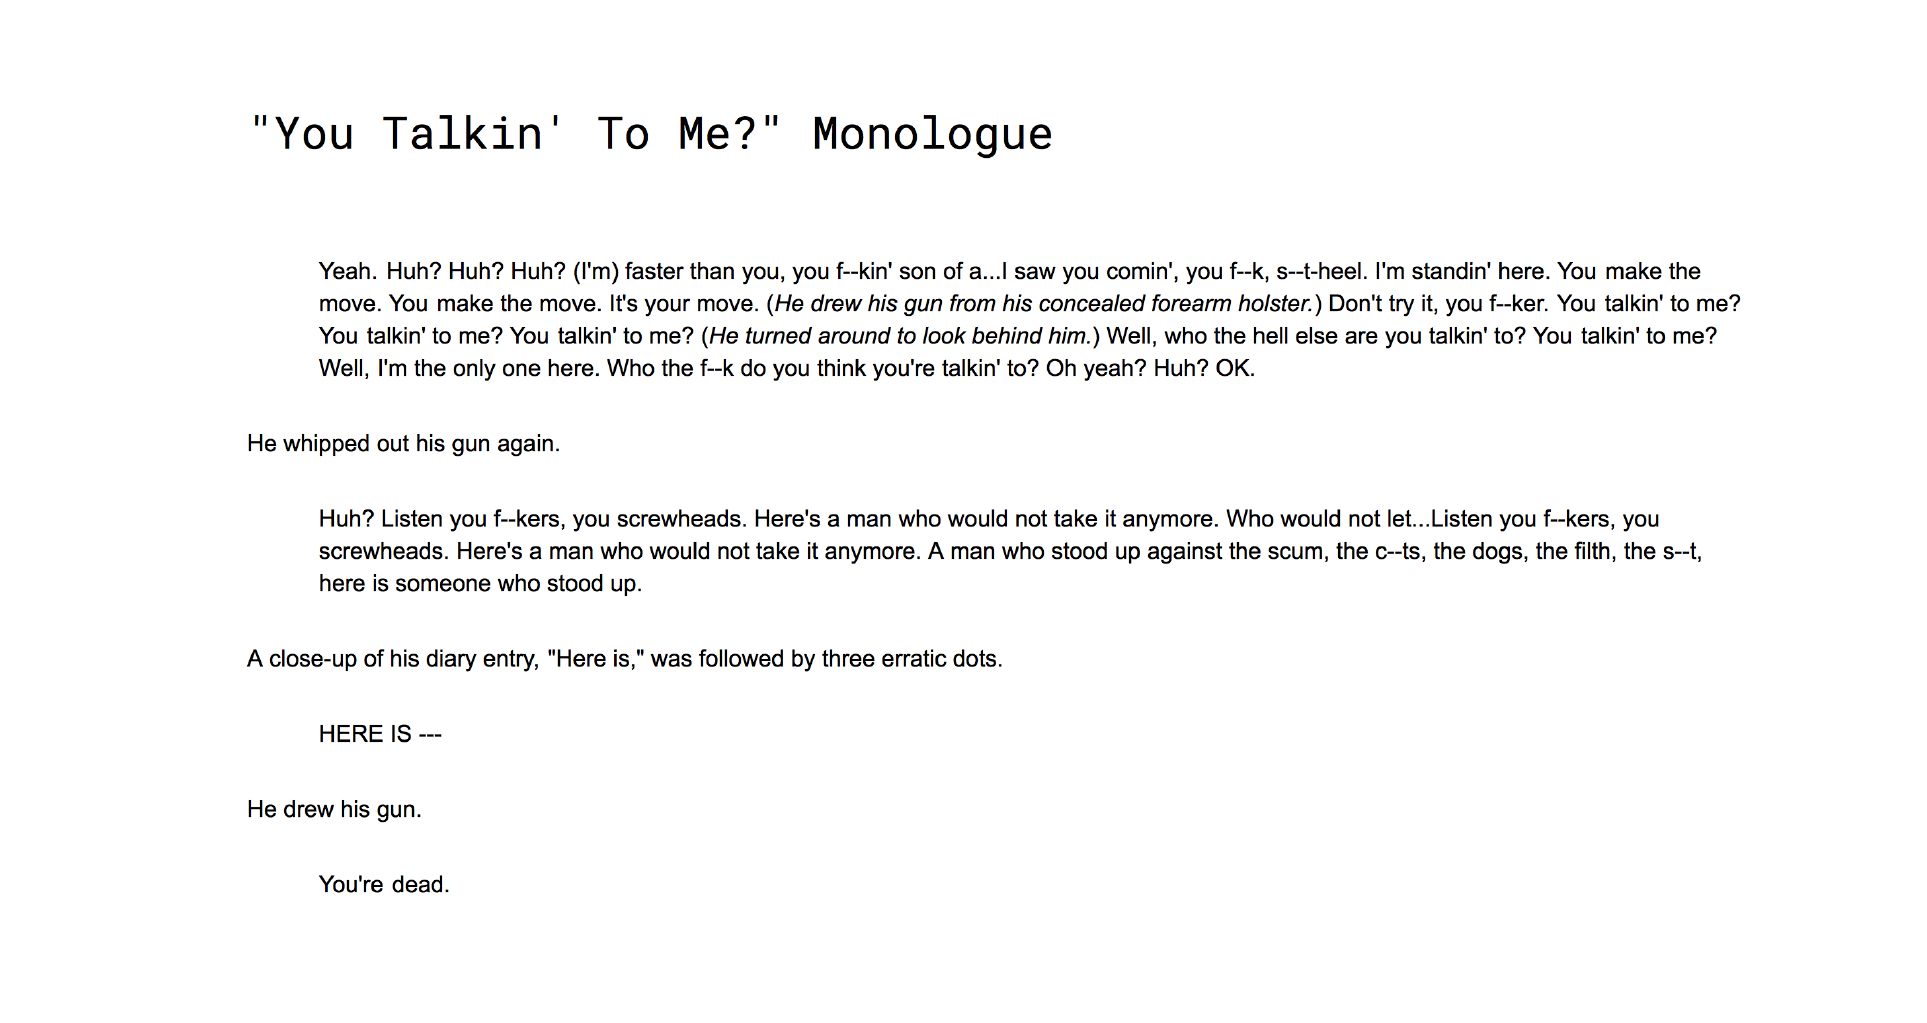 "You Talkin' To Me?" Monologue
Yeah. Huh? Huh? Huh? (I'm) faster than you, you f--kin' son of a...I saw you comin', you f--k, s--t-heel. I'm standin' here. You make the
move. You make the move. It's your move. (He drew his gun from his concealed forearm holster.) Don't try it, you f--ker. You talkin' to me?
You talkin' to me? You talkin' to me? (He turned around to look behind him.) Well, who the hell else are you talkin' to? You talkin' to me?
Well, I'm the only one here. Who the f--k do you think you're talkin' to? Oh yeah? Huh? OK.
He whipped out his gun again.
Huh? Listen you f--kers, you screwheads. Here's a man who would not take it anymore. Who would not let...Listen you f--kers, you
screwheads. Here's a man who would not take it anymore. A man who stood up against the scum, the c--ts, the dogs, the filth, the s--t,
here is someone who stood up.
A close-up of his diary entry, "Here is," was followed by three erratic dots.
HERE IS ---
He drew his gun.
You're dead.